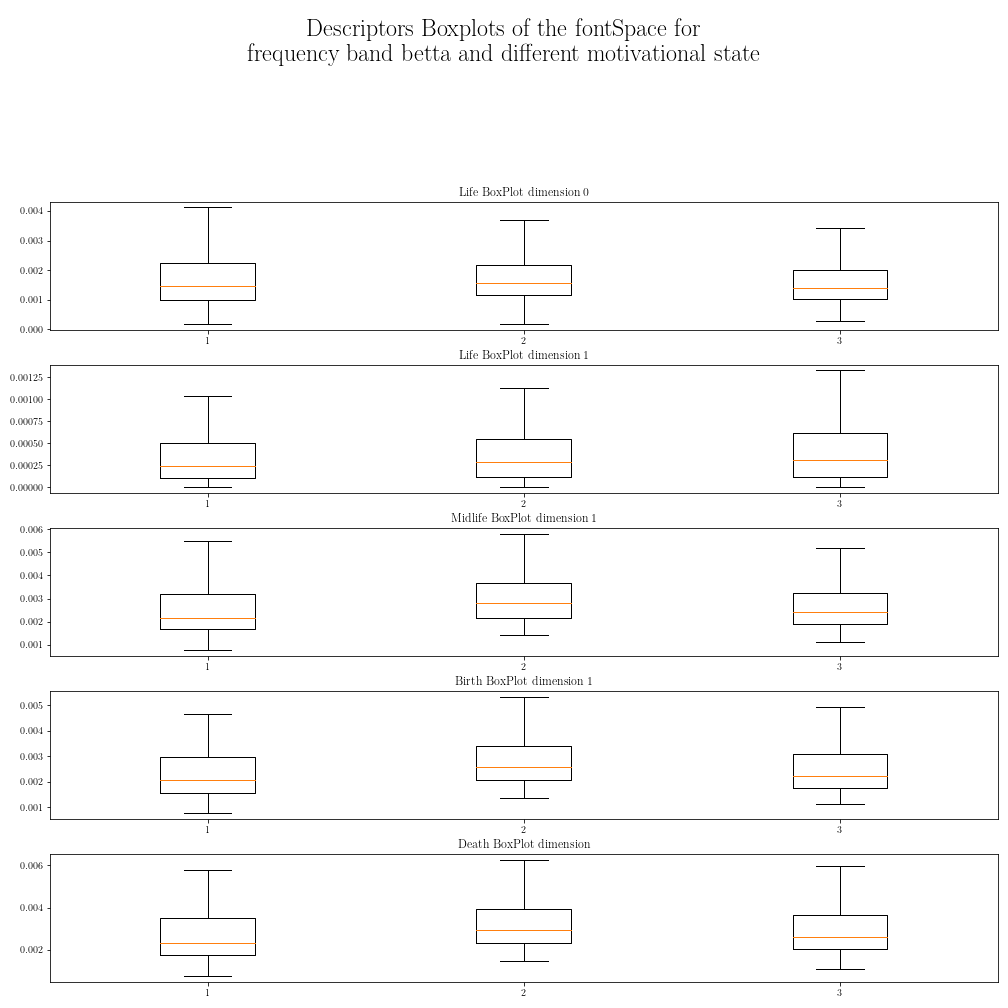 Descriptors Boxplots of the fontSpace for
frequency band betta and different motivational state
Life BoxPlot dimension 0
0.004
0.003
0.002
0.001
0.000
1 2 3
Life BoxPlot dimension 1
0.00125
0.00100
0.00075
0.00050
0.00025
0.00000
1 2 3
Midlife BoxPlot dimension 1
0.006
0.005
0.004
0.003
0.002
0.001
1 2 3
Birth BoxPlot dimension 1
0.005
0.004
0.003
0.002
0.001
1 2 3
Death BoxPlot dimension
0.006
0.004
0.002
1 2 3